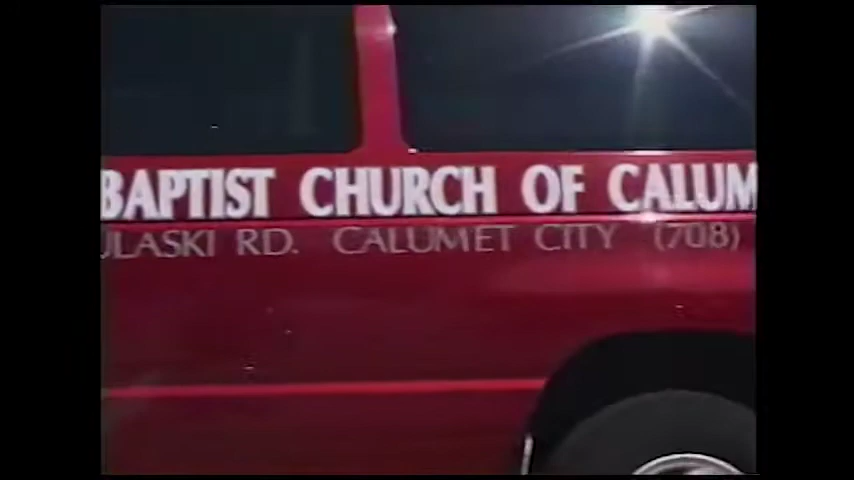 BAPTIST CHURCH OF CALUM
ULASKI RD. CALUMET CITY (708)